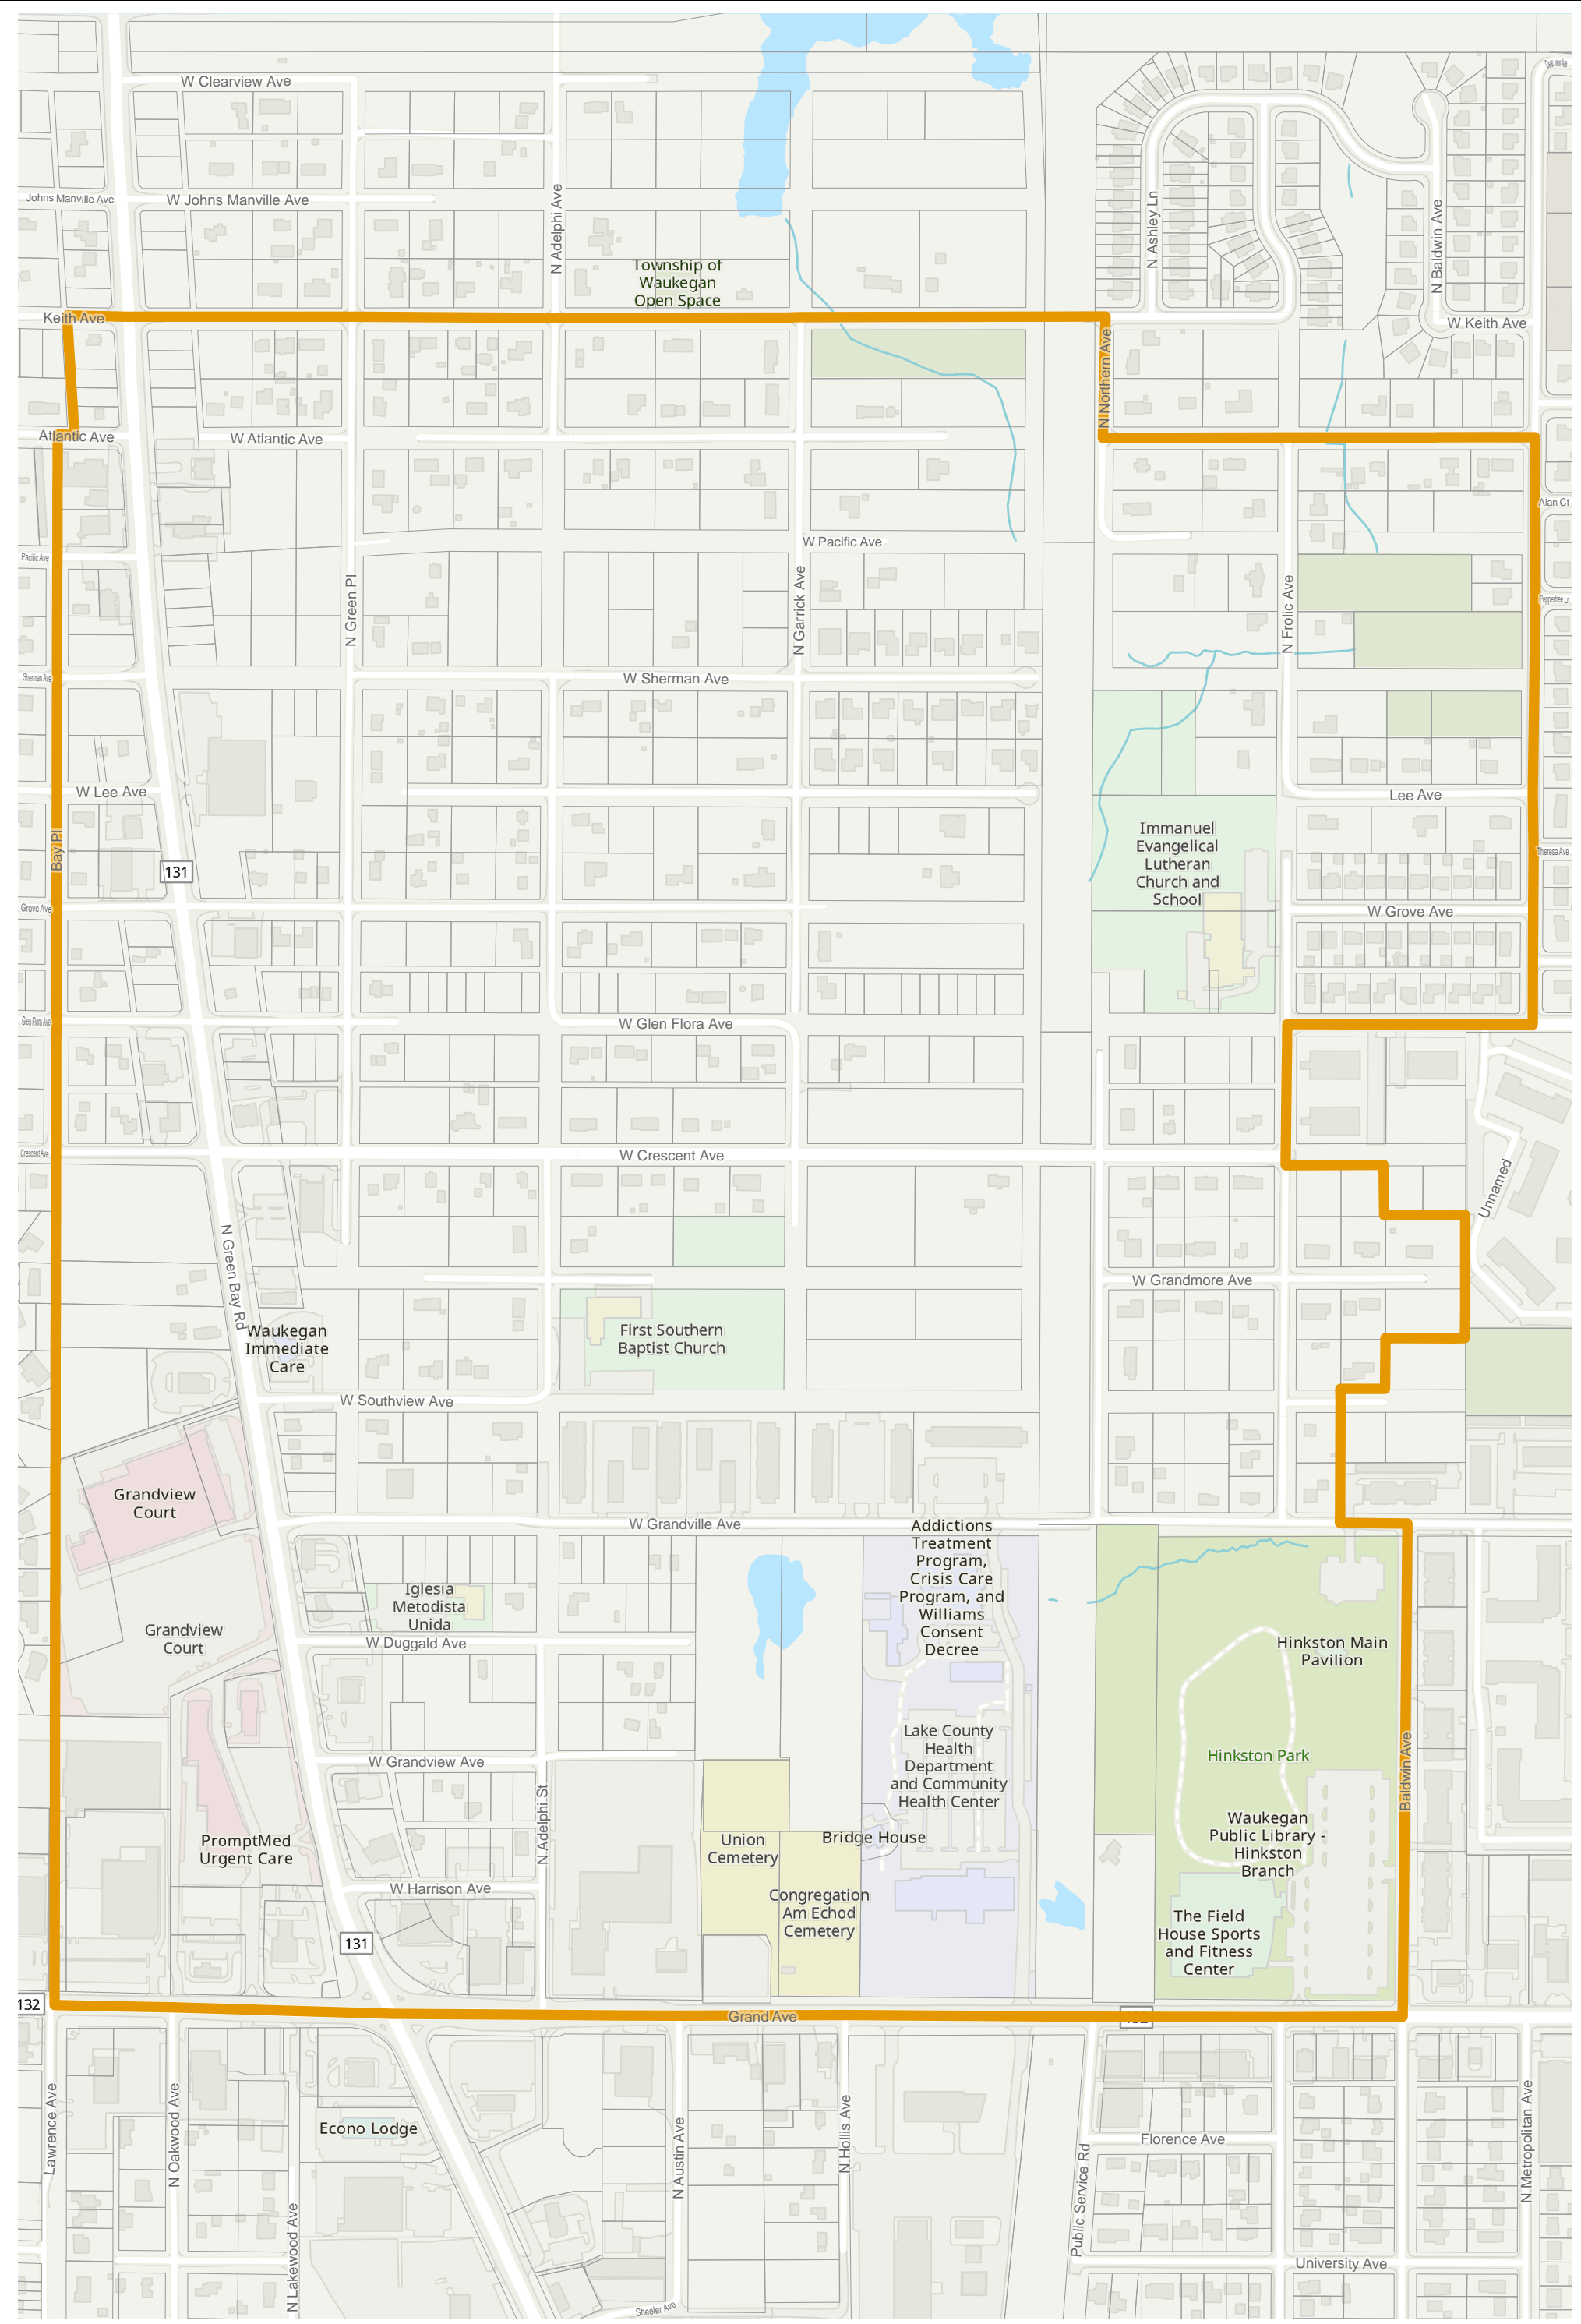 W Clearview Ave
Johns Manville Ave
W Johns Manville Ave
N Adelphi Ave
N Ashley Ln
N Baldwin Ave
Township of
Waukegan
Open Space
Keith Ave
W Keith Ave
N Northern Ave
Atlantic Ave
W Atlantic Ave
Alan Ct
Pacific Ave
W Pacific Ave
N Green Pl
N Garrick Ave
N Frolic Ave
Peppertree Ln
Sherman Ave
W Sherman Ave
W Lee Ave
Lee Ave
Bay Pl
131
Immanuel
Evangelical
Lutheran
Church and
School
Theresa Ave
Grove Ave
W Grove Ave
Glen Flora Ave
W Glen Flora Ave
Crescent Ave
W Crescent Ave
Unnamed
N Green Bay Rd
W Grandmore Ave
Waukegan
Immediate
Care
First Southern
Baptist Church
W Southview Ave
Grandview
Court
W Grandville Ave
Addictions
Treatment
Program,
Crisis Care
Program, and
Williams
Consent
Decree
Iglesia
Metodista
Unida
Grandview
Court
W Duggald Ave
Hinkston Main
Pavilion
Lake County
Health
Department
and Community
Health Center
Hinkston Park
W Grandview Ave
N Adelphi St
Baldwin Ave
PromptMed
Urgent Care
Union
Cemetery
Bridge House
Waukegan
Public Library -
Hinkston
Branch
W Harrison Ave
Congregation
Am Echod
Cemetery
The Field
House Sports
and Fitness
Center
131
132
Grand Ave
Lawrence Ave
N Oakwood Ave
Econo Lodge
N Lakewood Ave
N Austin Ave
N Hollis Ave
Public Service Rd
Florence Ave
N Metropolitan Ave
University Ave
Sheeler Ave